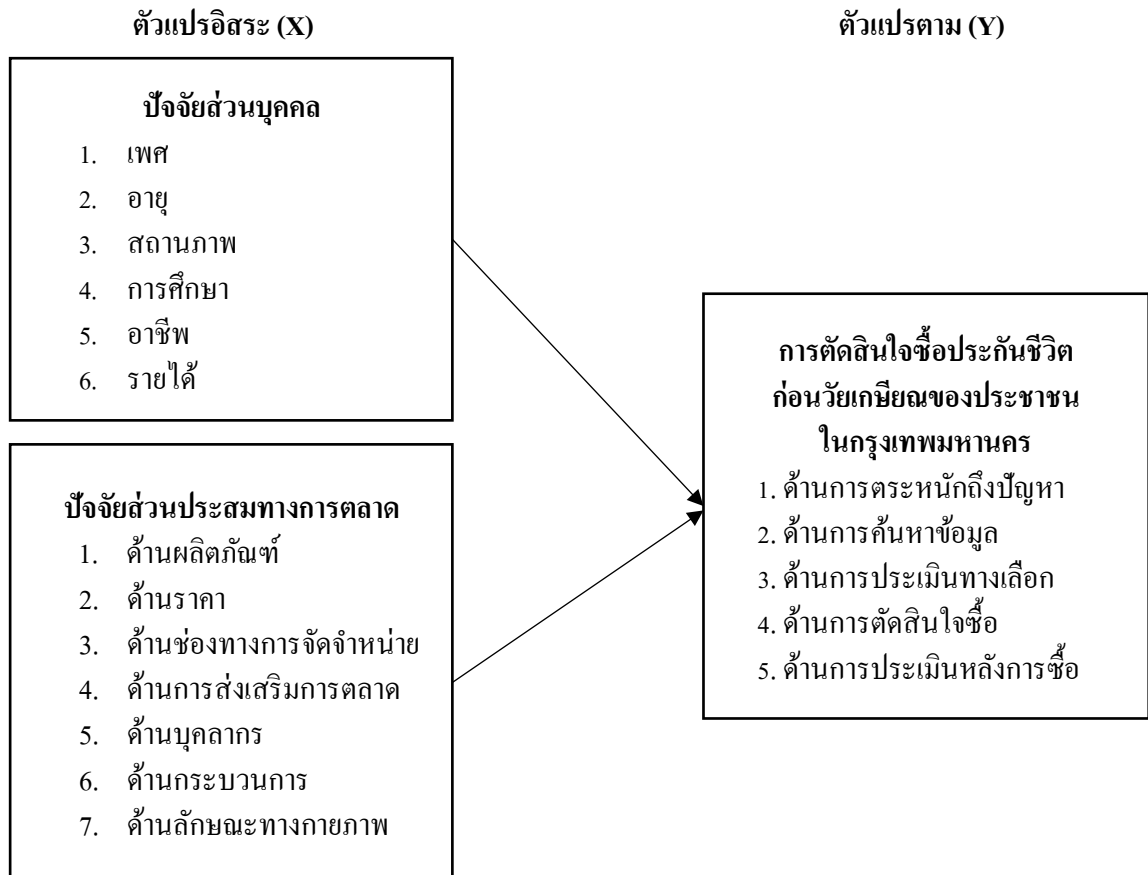 ตัวแปรอิสระ (X)
ตัวแปรตาม (Y)
ปัจจัยส่วนบุคคล
1. เพศ
2. อายุ
3. สถานภาพ
4. การศึกษา
5. อาชีพ
6. รายได้
ปัจจัยส่วนประสมทางการตลาด
1. ด้านผลิตภัณฑ์
2. ด้านราคา
3. ด้านช่องทางการจัดจำหน่าย
4. ด้านการส่งเสริมการตลาด
5. ด้านบุคลากร
6. ด้านกระบวนการ
7. ด้านลักษณะทางกายภาพ
การตัดสินใจซื้อประกันชีวิต
ก่อนวัยเกษียณของประชาชน
ในกรุงเทพมหานคร
1. ด้านการตระหนักถึงปัญหา
2. ด้านการค้นหาข้อมูล
3. ด้านการประเมินทางเลือก
4. ด้านการตัดสินใจซื้อ
5. ด้านการประเมินหลังการซื้อ